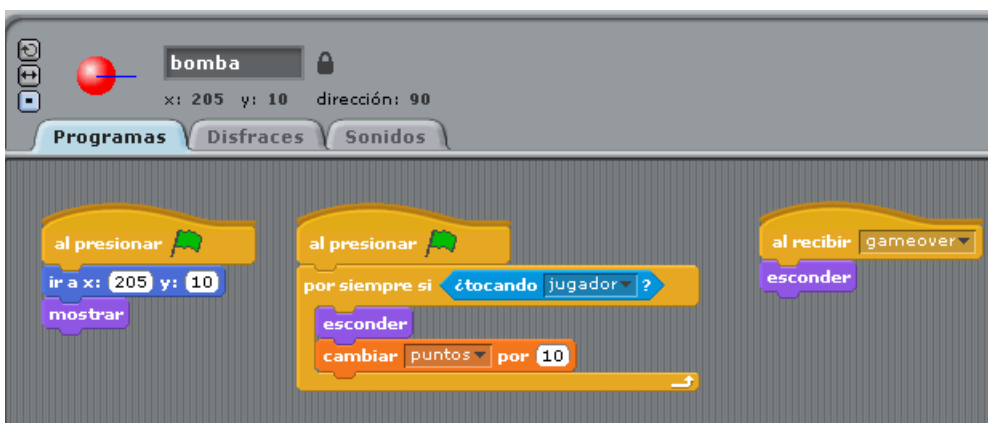 bomba
x: 205 y: 10 dirección: 90
Programas Disfraces Sonidos
al presionar
ir a x: 205 y: 10
mostrar
al presionar
por siempre si ¿tocando jugador ?
esconder
cambiar puntos por 10
al recibir gameover
esconder